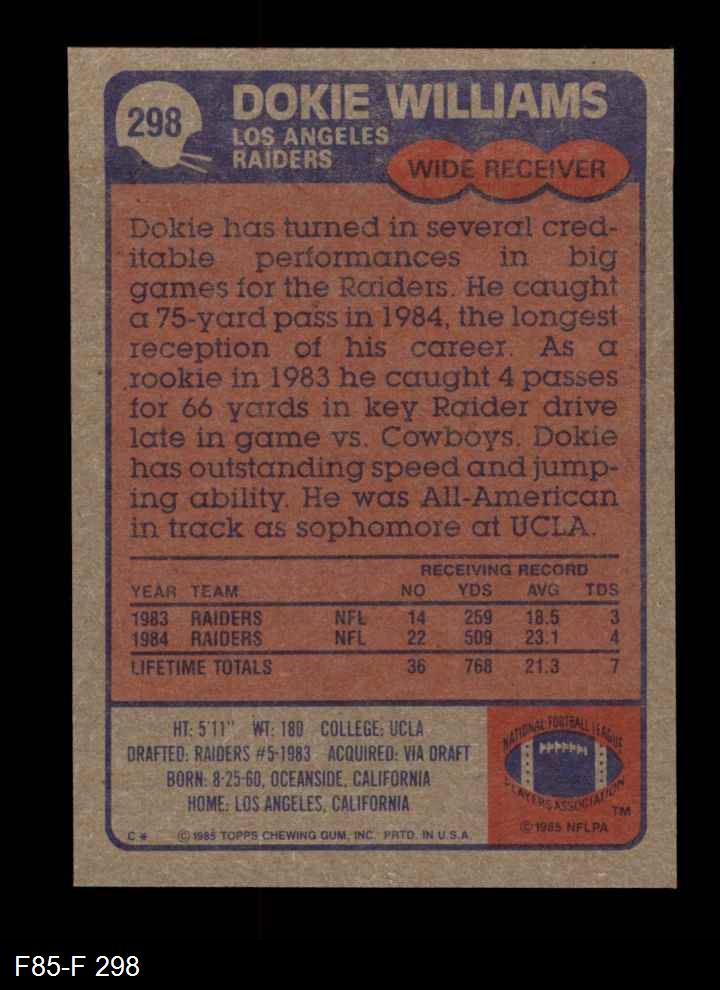 298
DOKIE WILLIAMS
LOS ANGELES
RAIDERS
WIDE RECEIVER
Dokie has turned in several cred-
itable performances in big
games for the Raiders. He caught
a 75-yard pass in 1984, the longest
reception of his career. As a
rookie in 1983 he caught 4 passes
for 66 yards in key Raider drive
late in game vs. Cowboys. Dokie
has outstanding speed and jump-
ing ability. He was All-American
in track as sophomore at UCLA.
RECEIVING RECORD
YEAR TEAM NO YDS AVG TDS
1983 RAIDERS NFL 14 259 18.5 3
1984 RAIDERS NFL 22 509 23.1 4
LIFETIME TOTALS 36 768 21.3 7
HT: 5'11" WT: 180 COLLEGE: UCLA
DRAFTED: RAIDERS #5-1983 ACQUIRED: VIA DRAFT
BORN: 8-25-60, OCEANSIDE, CALIFORNIA
HOME: LOS ANGELES, CALIFORNIA
C* © 1985 TOPPS CHEWING GUM, INC. PRTD. IN U.S.A.
NATIONAL FOOTBALL LEAGUE
PLAYERS ASSOCIATION
TM
© 1985 NFLPA
F85-F 298